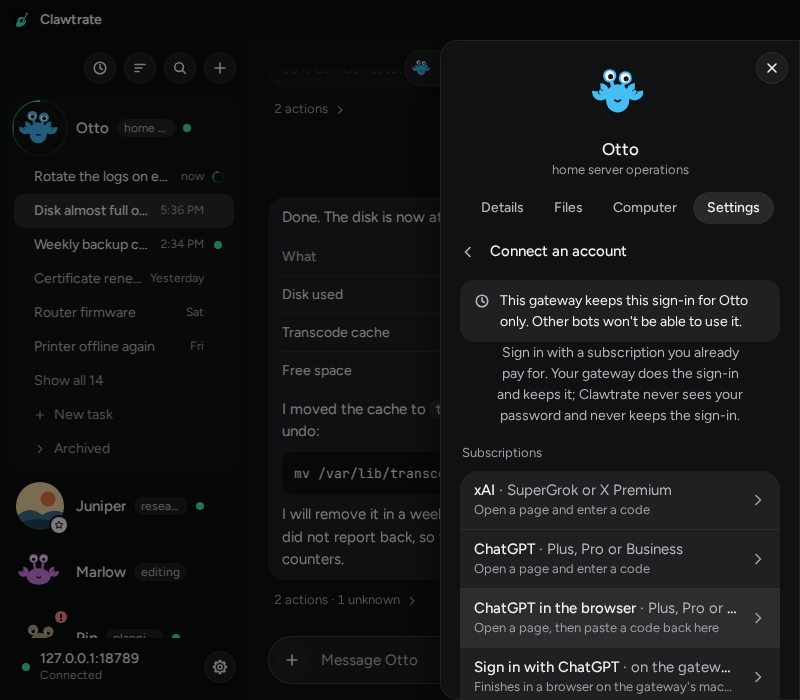 Clawtrate
Otto
home ...
Rotate the logs on e... now
Disk almost full o... 5:36 PM
Weekly backup c... 2:34 PM
Certificate rene... Yesterday
Router firmware Sat
Printer offline again Fri
Show all 14
New task
Archived
Juniper
resea...
Marlow
editing
Pip
planni...
127.0.0.1:18789
Connected
2 actions
Done. The disk is now at
What
Disk used
Transcode cache
Free space
I moved the cache to
undo:
mv /var/lib/transco
I will remove it in a week
did not report back, so
counters.
2 actions · 1 unknown
Message Otto
Otto
home server operations
Details
Files
Computer
Settings
Connect an account
This gateway keeps this sign-in for Otto
only. Other bots won't be able to use it.
Sign in with a subscription you already
pay for. Your gateway does the sign-in
and keeps it; Clawtrate never sees your
password and never keeps the sign-in.
Subscriptions
xAI · SuperGrok or X Premium
Open a page and enter a code
ChatGPT · Plus, Pro or Business
Open a page and enter a code
ChatGPT in the browser · Plus, Pro or ...
Open a page, then paste a code back here
Sign in with ChatGPT · on the gatew...
Finishes in a browser on the gateway's mac...